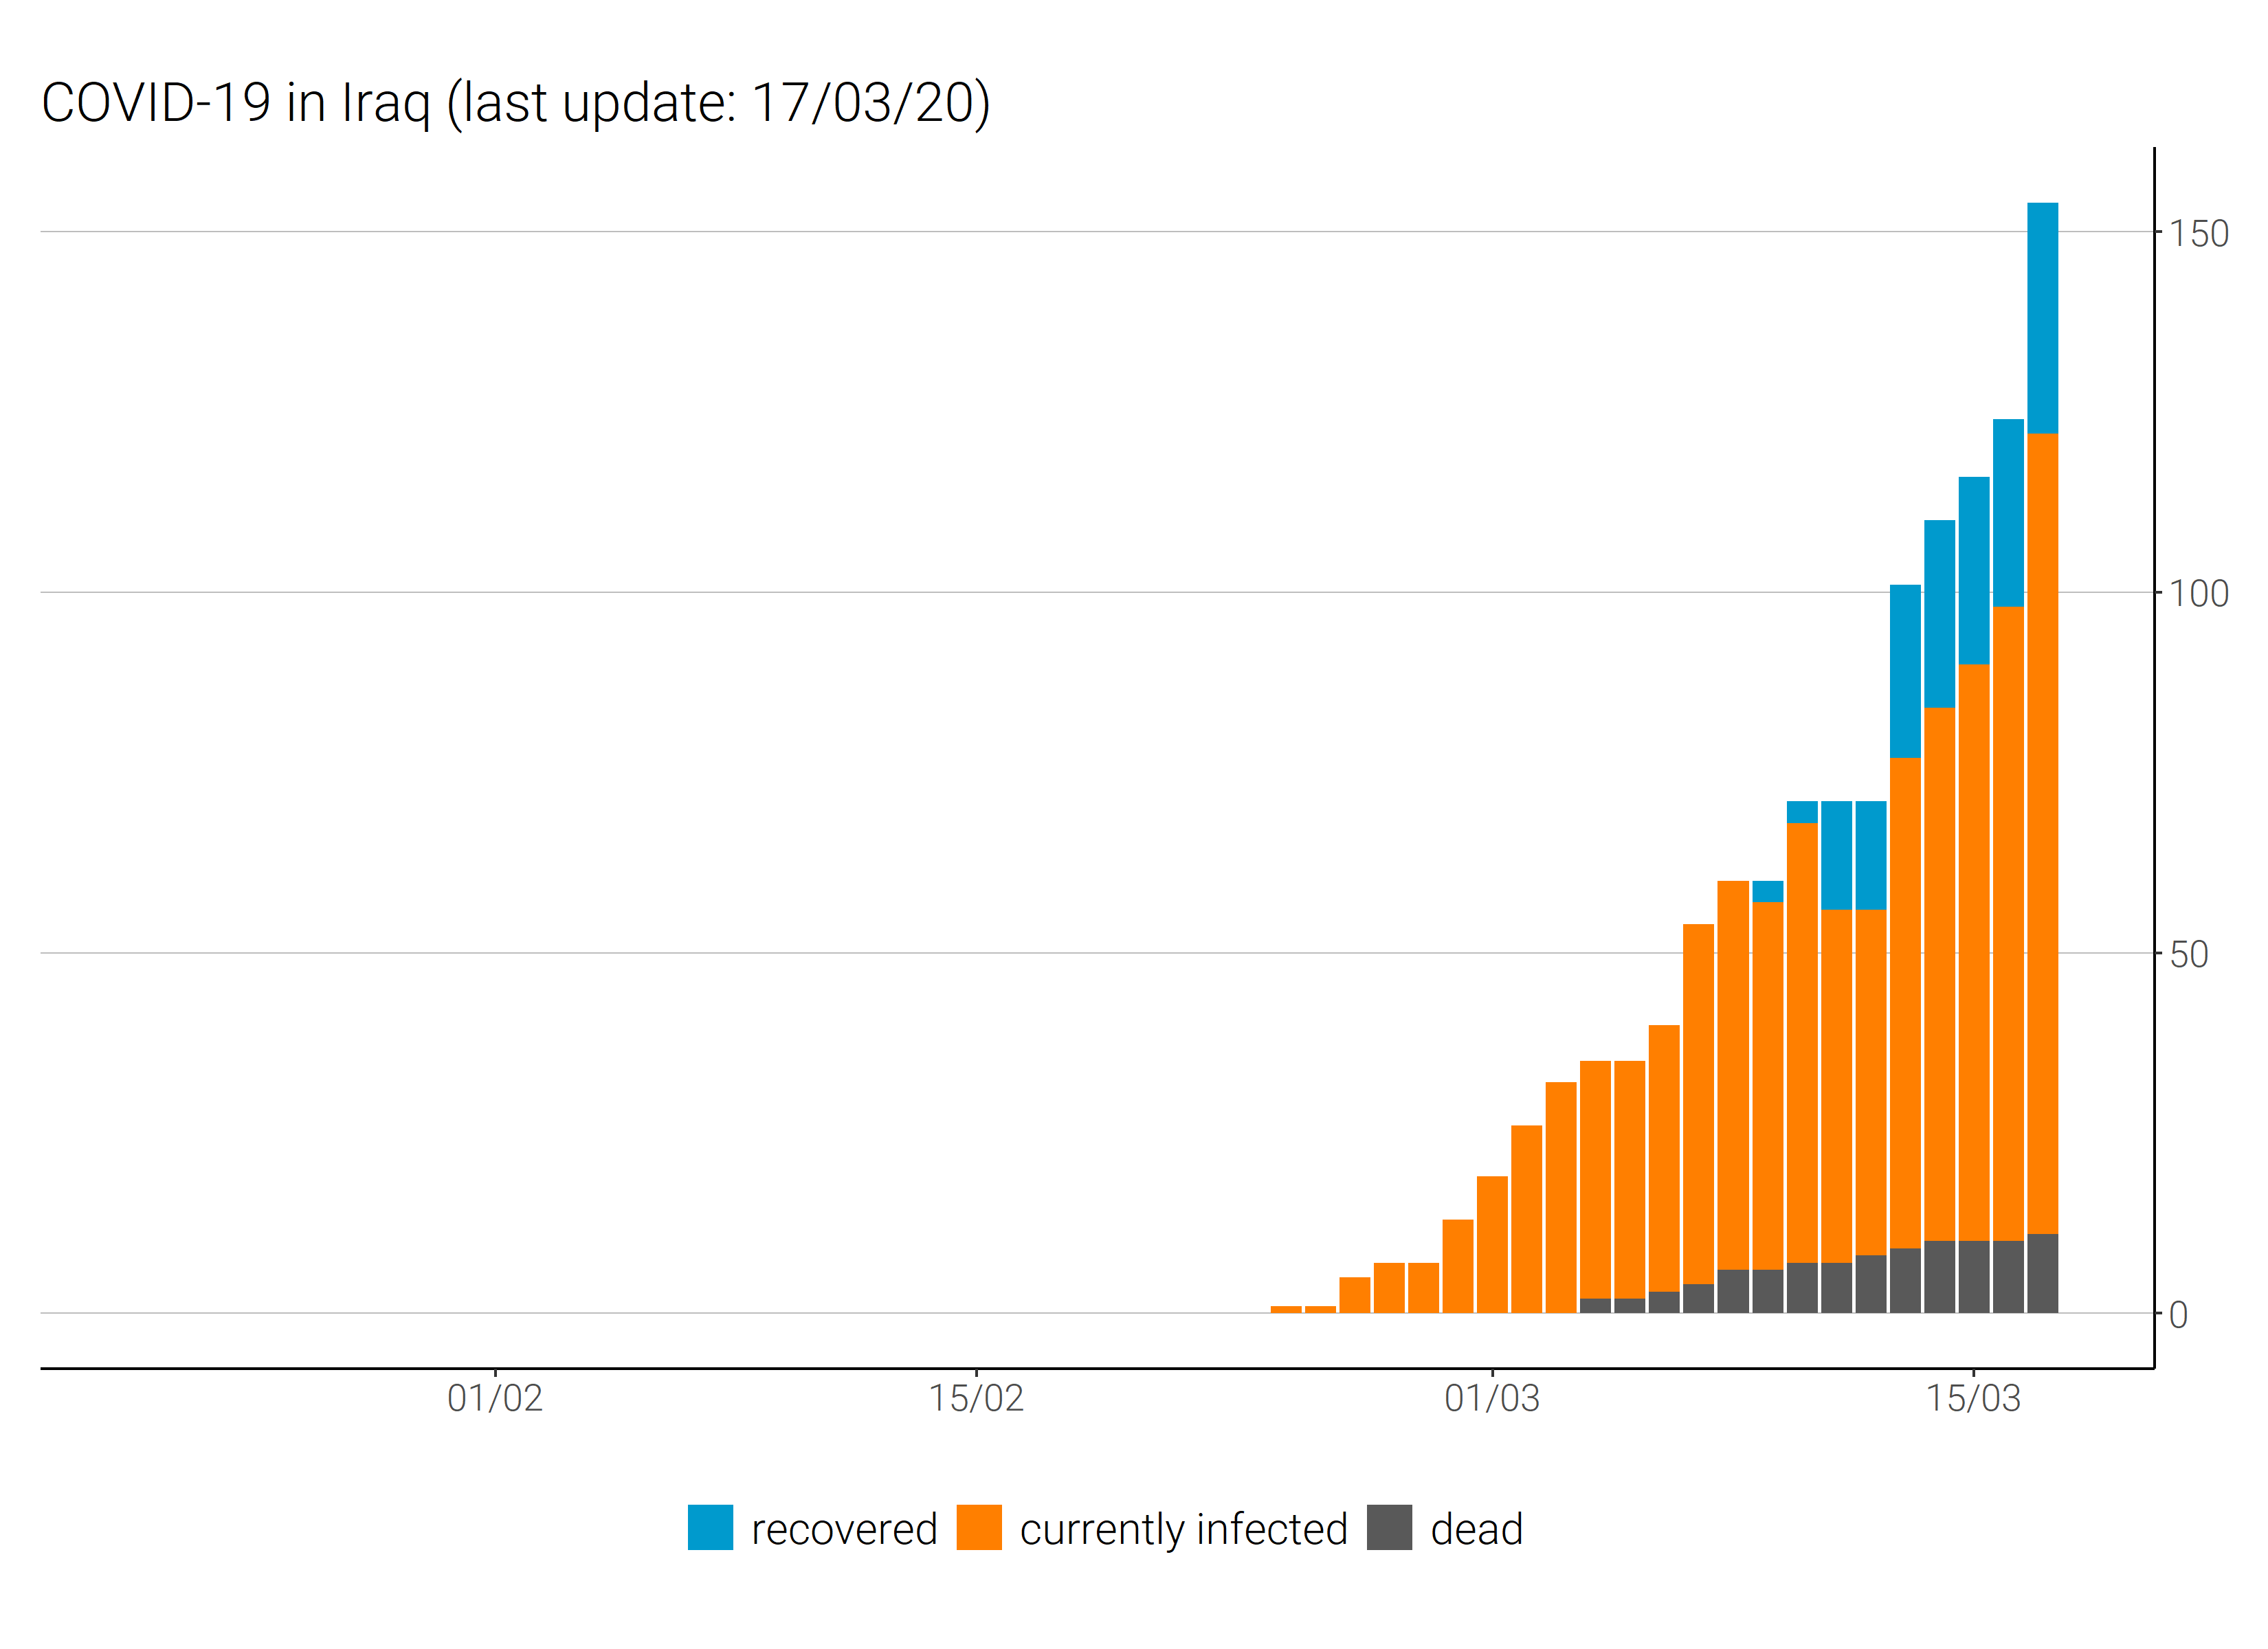 COVID-19 in Iraq (last update: 17/03/20)
150
100
50
0
01/02 15/02 01/03 15/03
recovered currently infected dead